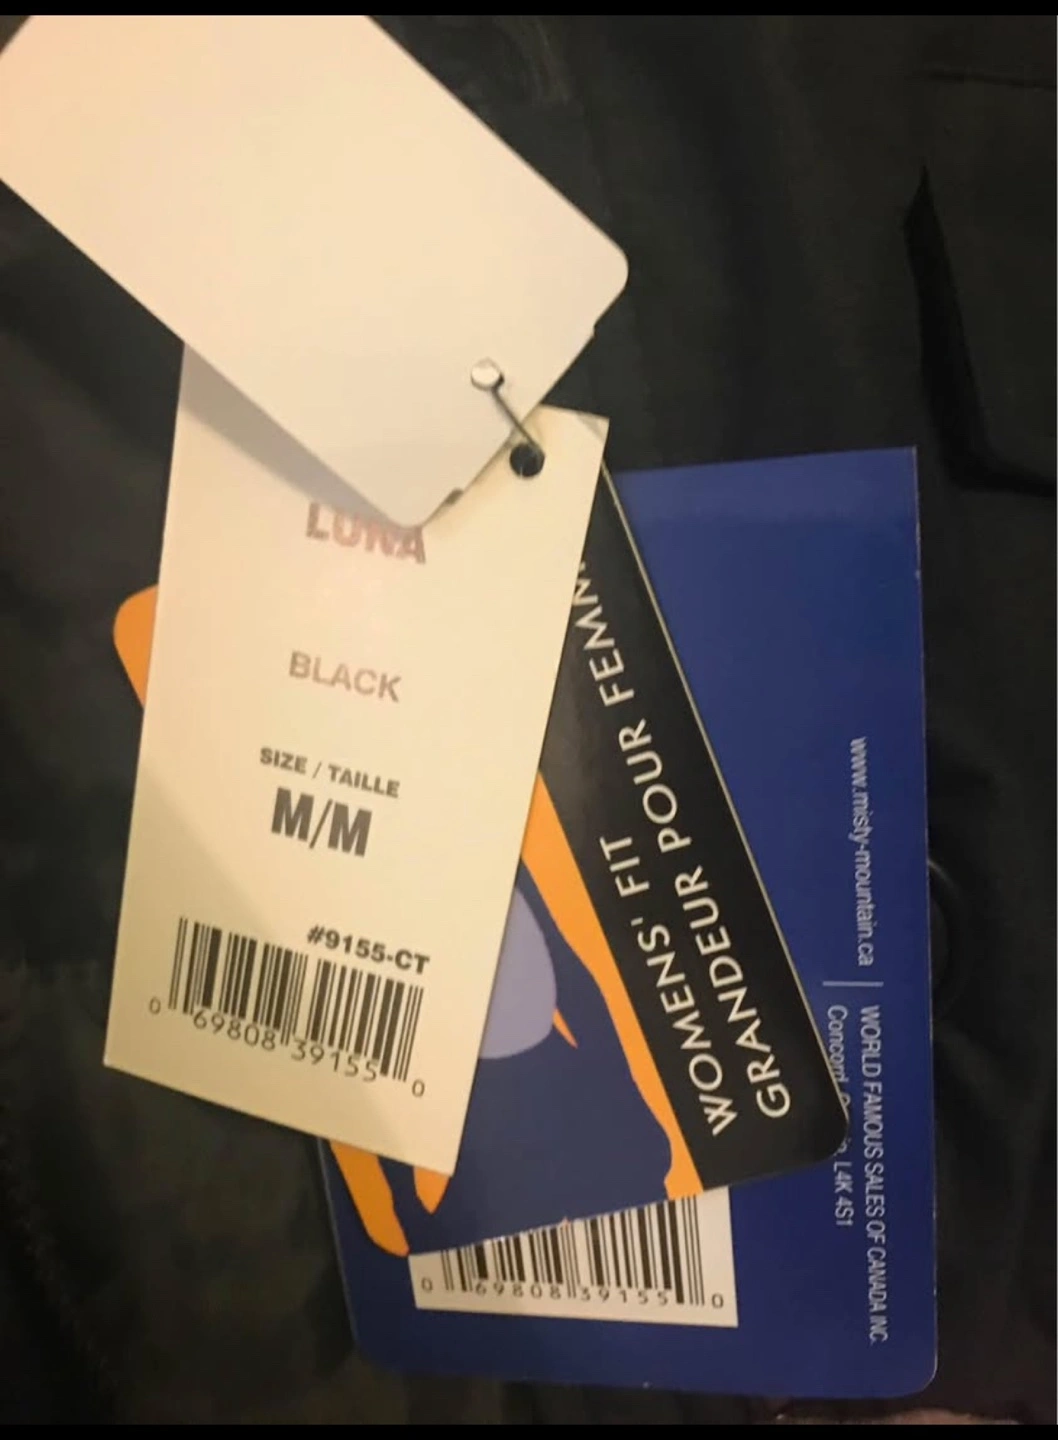 LUNA
BLACK
SIZE / TAILLE
M/M
#9155-CT
0 69808 39155 0
WOMENS' FIT
GRANDEUR POUR
www.misty-mountain.ca
WORLD FAMOUS SALES OF CANADA INC.
Concord, L4K 4S1
0 69808 39155 0